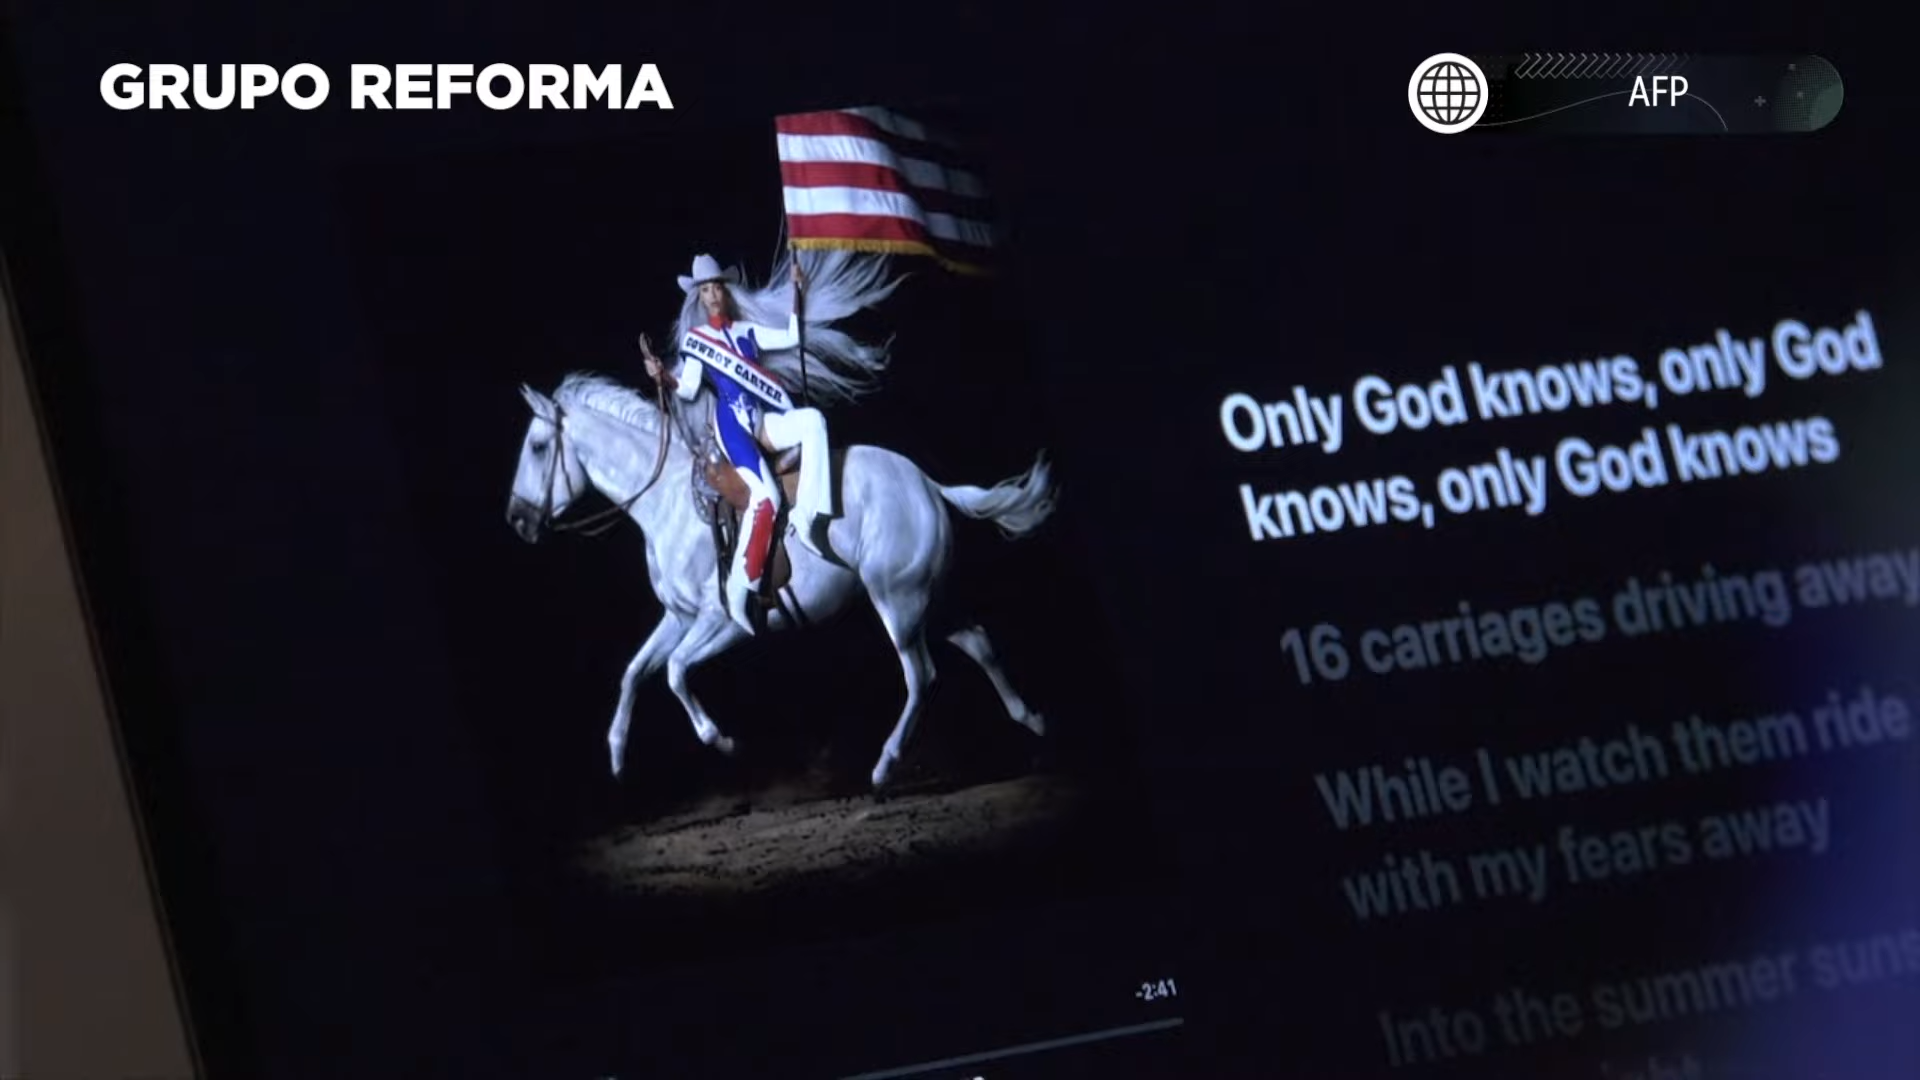 GRUPO REFORMA
AFP
COWBOY CARTER
Only God knows, only God
knows, only God knows
16 carriages driving away
While I watch them ride
with my fears away
Into the summer
-2:41